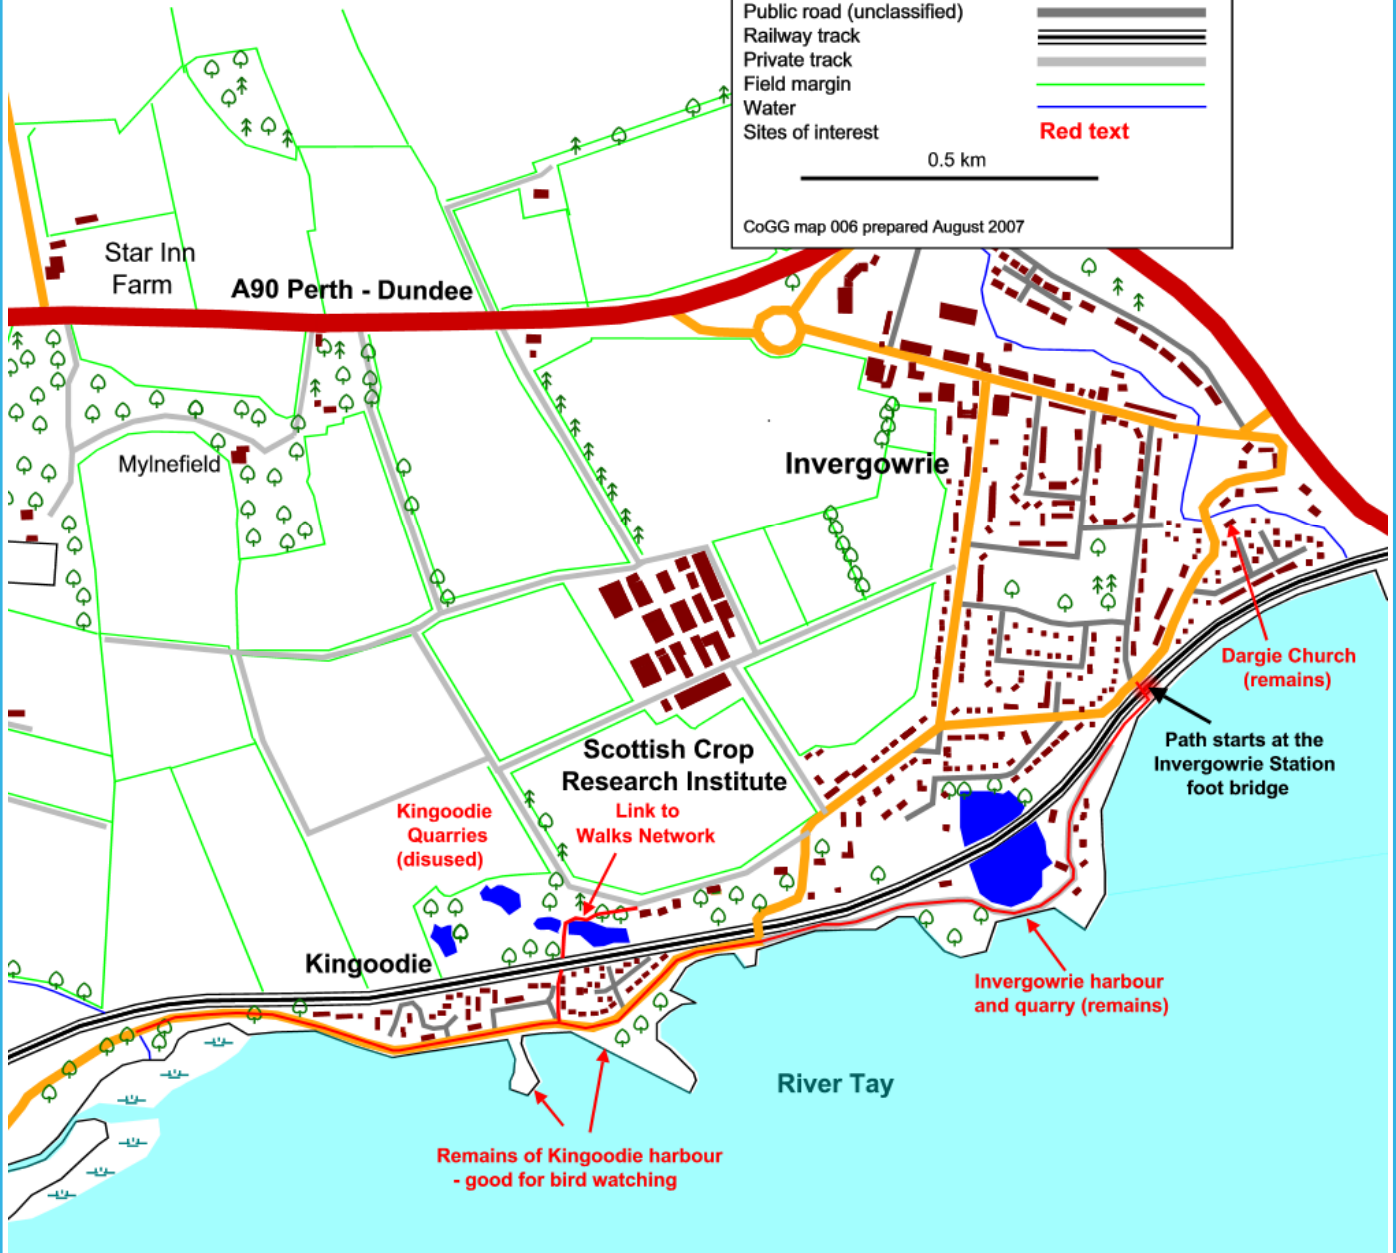 Public road (unclassified)
Railway track
Private track
Field margin
Water
Sites of interest
Red text
0.5 km
CoGG map 006 prepared August 2007
Star Inn
Farm
A90 Perth - Dundee
Mylnefield
Invergowrie
Dargie Church
(remains)
Path starts at the
Invergowrie Station
foot bridge
Scottish Crop
Research Institute
Link to
Walks Network
Kingoodie
Quarries
(disused)
Kingoodie
Invergowrie harbour
and quarry (remains)
River Tay
Remains of Kingoodie harbour
- good for bird watching